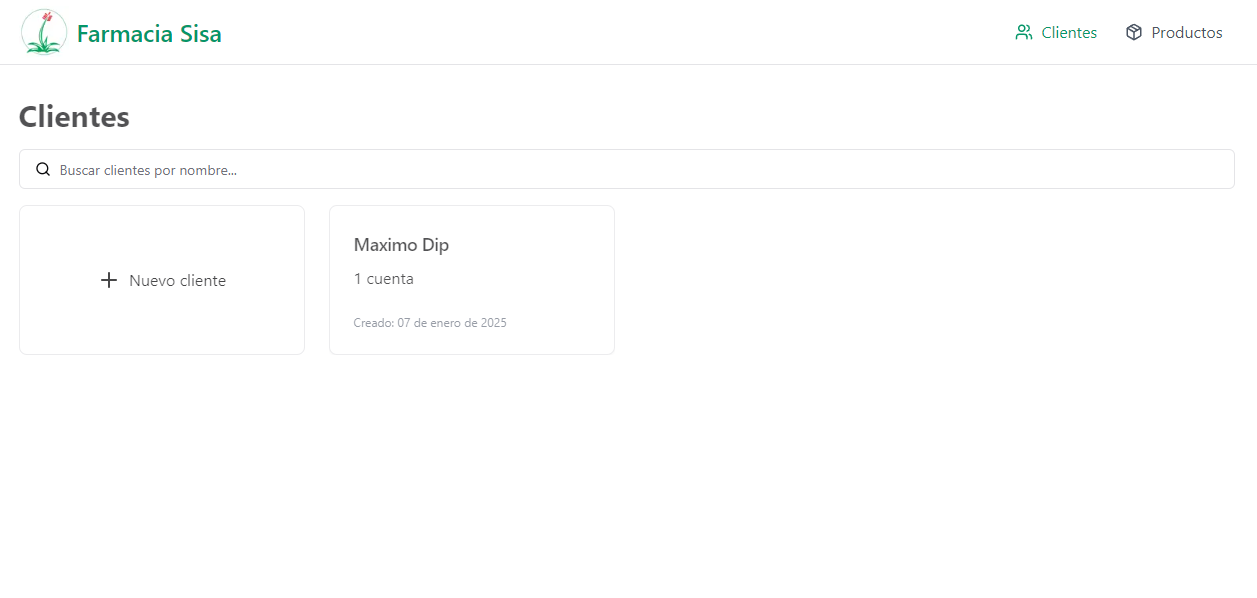 Farmacia Sisa
Clientes
Productos
Clientes
Buscar clientes por nombre...
Nuevo cliente
Maximo Dip
1 cuenta
Creado: 07 de enero de 2025